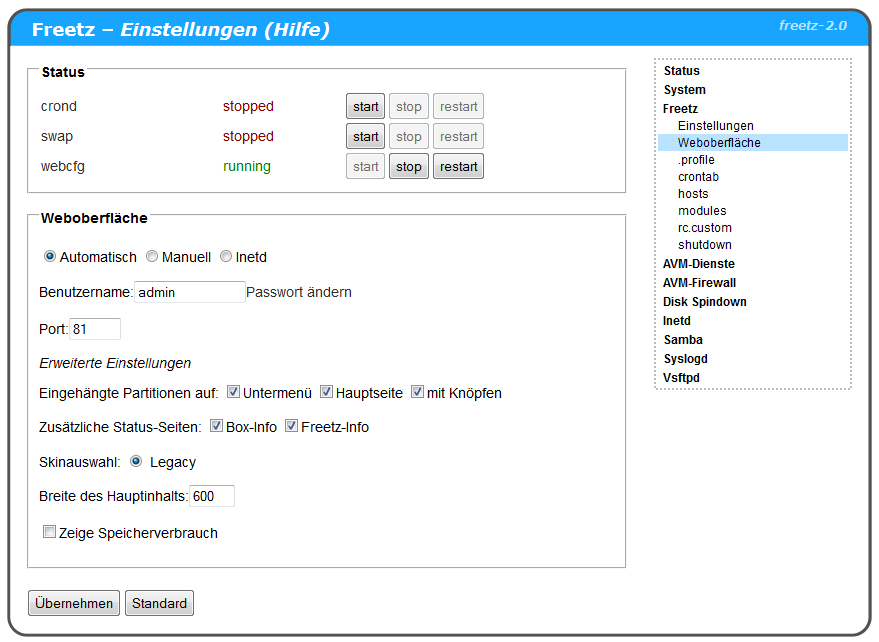 Freetz – Einstellungen (Hilfe)
freetz-2.0
Status
crond stopped start stop restart
swap stopped start stop restart
webcfg running start stop restart
Weboberfläche
Automatisch Manuell Inetd
Benutzername: admin Passwort ändern
Port: 81
Erweiterte Einstellungen
Eingehängte Partitionen auf: Untermenü Hauptseite mit Knöpfen
Zusätzliche Status-Seiten: Box-Info Freetz-Info
Skinauswahl: Legacy
Breite des Hauptinhalts: 600
Zeige Speicherverbrauch
Übernehmen Standard
Status
System
Freetz
Einstellungen
Weboberfläche
.profile
crontab
hosts
modules
rc.custom
shutdown
AVM-Dienste
AVM-Firewall
Disk Spindown
Inetd
Samba
Syslogd
Vsftpd